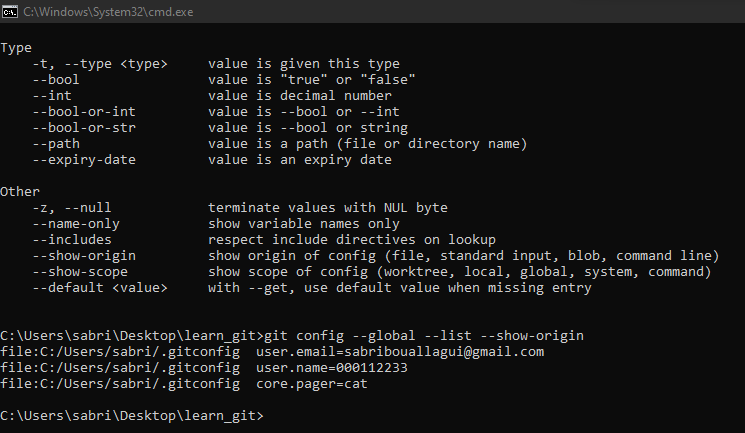 C:\Windows\System32\cmd.exe
Type
-t, --type <type> value is given this type
--bool value is "true" or "false"
--int value is decimal number
--bool-or-int value is --bool or --int
--bool-or-str value is --bool or string
--path value is a path (file or directory name)
--expiry-date value is an expiry date
Other
-z, --null terminate values with NUL byte
--name-only show variable names only
--includes respect include directives on lookup
--show-origin show origin of config (file, standard input, blob, command line)
--show-scope show scope of config (worktree, local, global, system, command)
--default <value> with --get, use default value when missing entry
C:\Users\sabri\Desktop\learn_git>git config --global --list --show-origin
file:C:/Users/sabri/.gitconfig user.email=sabribouallagui@gmail.com
file:C:/Users/sabri/.gitconfig user.name=000112233
file:C:/Users/sabri/.gitconfig core.pager=cat
C:\Users\sabri\Desktop\learn_git>